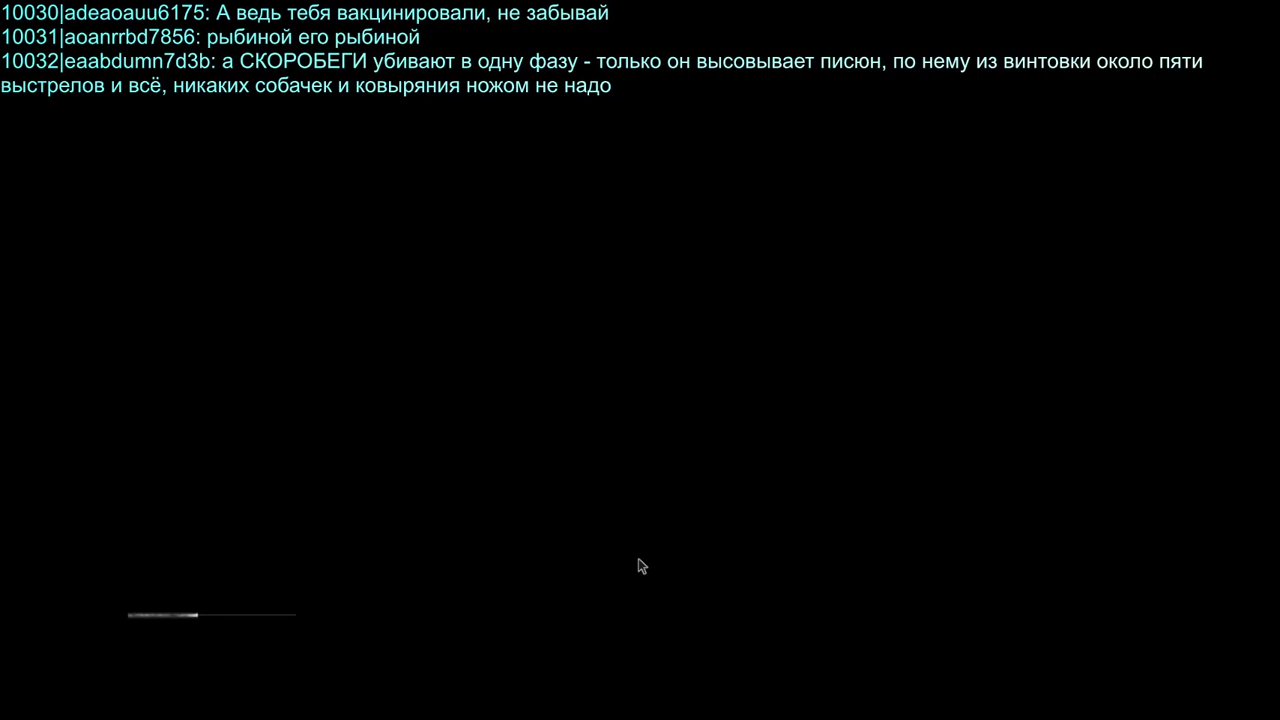 10030|adeaoauu6175: А ведь тебя вакцинировали, не забывай
10031|aoanrrbd7856: рыбиной его рыбиной
10032|eaabdumn7d3b: а СКОРОБЕГИ убивают в одну фазу - только он высовывает писюн, по нему из винтовки около пяти
выстрелов и всё, никаких собачек и ковыряния ножом не надо